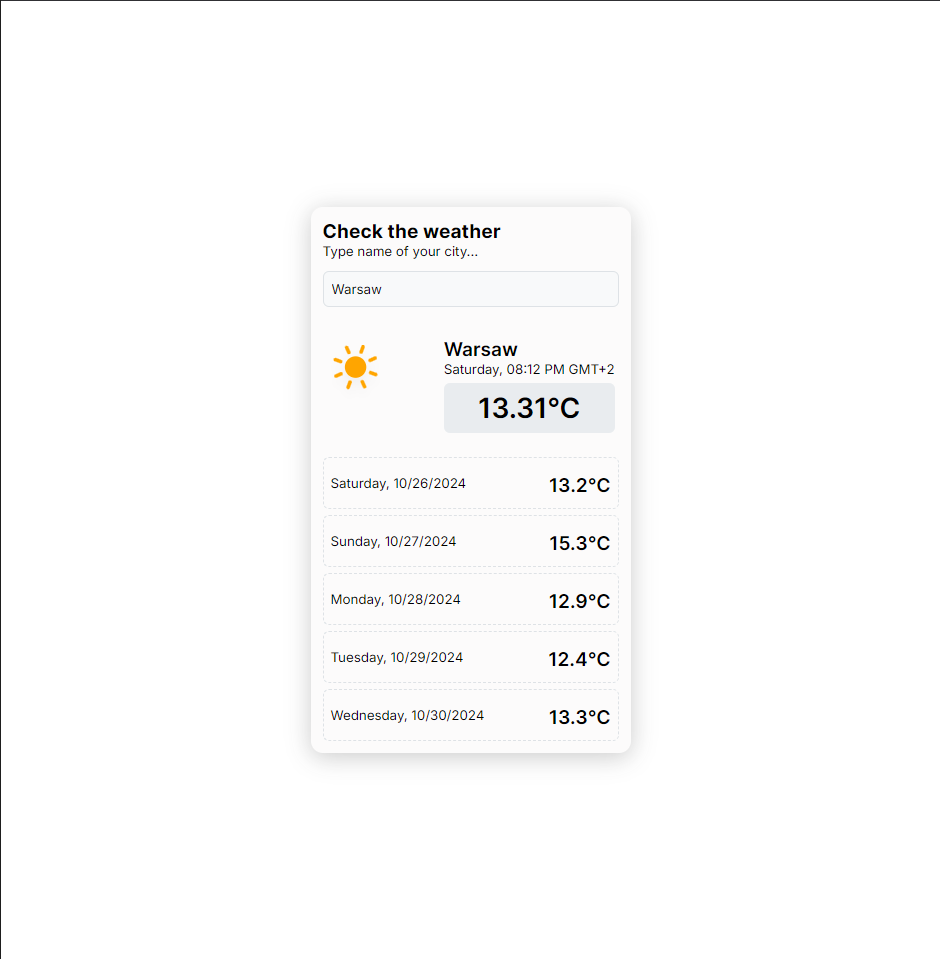 Check the weather
Type name of your city...
Warsaw
Warsaw
Saturday, 08:12 PM GMT+2
13.31°C
Saturday, 10/26/2024 13.2°C
Sunday, 10/27/2024 15.3°C
Monday, 10/28/2024 12.9°C
Tuesday, 10/29/2024 12.4°C
Wednesday, 10/30/2024 13.3°C